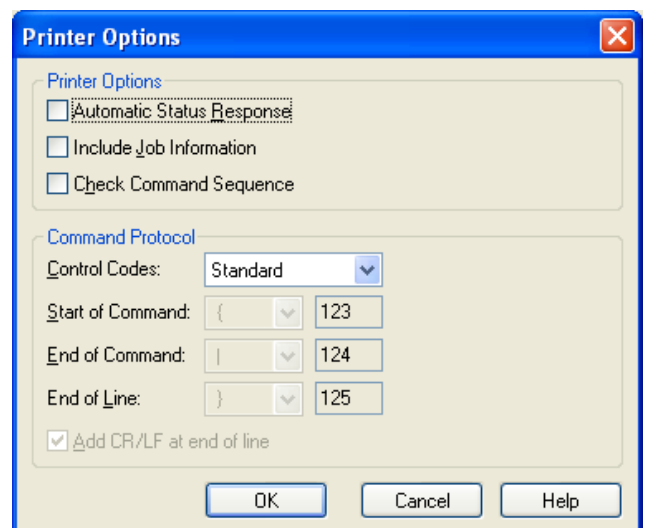 Printer Options
Printer Options
Automatic Status Response
Include Job Information
Check Command Sequence
Command Protocol
Control Codes: Standard
Start of Command: { 123
End of Command: | 124
End of Line: } 125
Add CR/LF at end of line
OK Cancel Help